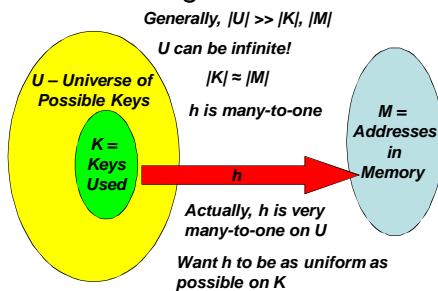 Generally, |U| >> |K|, |M|
U can be infinite!
|K| ≈ |M|
h is many-to-one
U – Universe of
Possible Keys
K =
Keys
Used
h
M =
Addresses
in
Memory
Actually, h is very
many-to-one on U
Want h to be as uniform as
possible on K